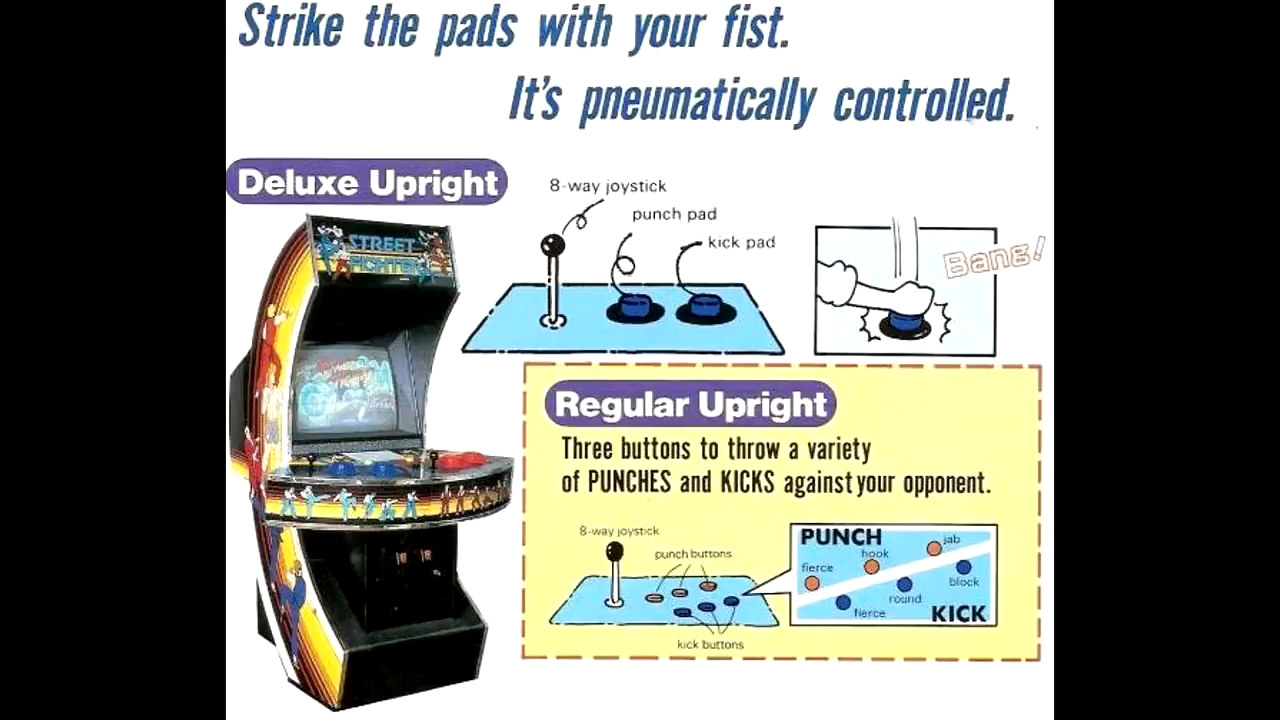 Strike the pads with your fist.
It's pneumatically controlled.
Deluxe Upright
8-way joystick
punch pad
kick pad
Bang!
STREET
FIGHTER
Regular Upright
Three buttons to throw a variety
of PUNCHES and KICKS against your opponent.
8-way joystick
punch buttons
kick buttons
PUNCH
jab
hook
fierce
block
round
fierce
KICK